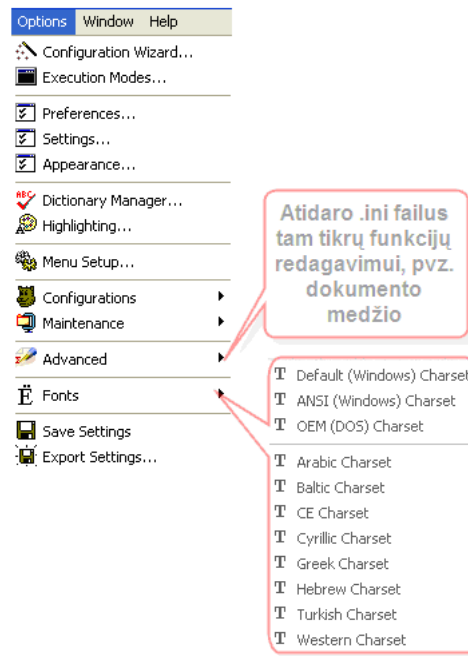 Options Window Help
Configuration Wizard...
Execution Modes...
Preferences...
Settings...
Appearance...
Dictionary Manager...
Highlighting...
Menu Setup...
Configurations
Maintenance
Advanced
Fonts
Save Settings
Export Settings...
Atidaro .ini failus
tam tikrų funkcijų
redagavimui, pvz.
dokumento
medžio
Default (Windows) Charset
ANSI (Windows) Charset
OEM (DOS) Charset
Arabic Charset
Baltic Charset
CE Charset
Cyrillic Charset
Greek Charset
Hebrew Charset
Turkish Charset
Western Charset